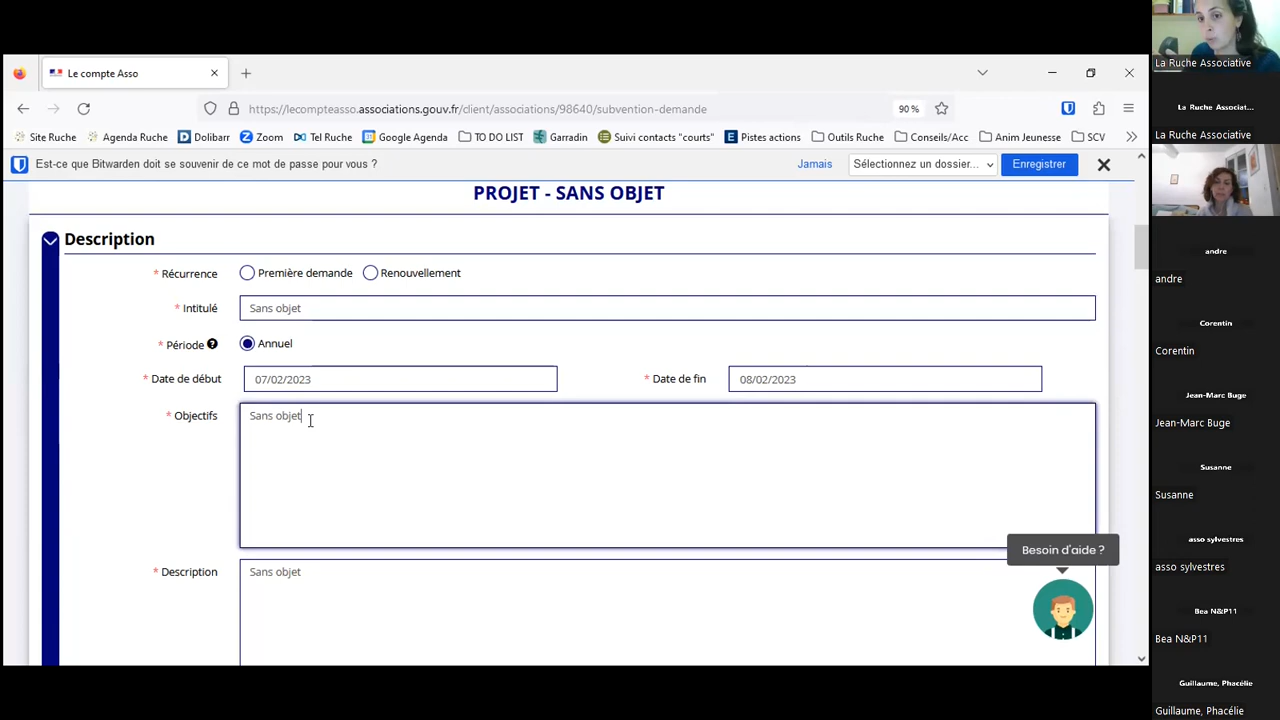 Le compte Asso
https://lecompteasso.associations.gouv.fr/client/associations/98640/subvention-demande
90 %
Site Ruche Agenda Ruche Dolibarr Zoom Tel Ruche Google Agenda TO DO LIST Garradin Suivi contacts "courts" Pistes actions Outils Ruche Conseils/Acc Anim Jeunesse SCV
Est-ce que Bitwarden doit se souvenir de ce mot de passe pour vous ?
Jamais
Sélectionnez un dossier...
Enregistrer
PROJET - SANS OBJET
Description
* Récurrence
Première demande
Renouvellement
* Intitulé
Sans objet
* Période
Annuel
* Date de début
07/02/2023
* Date de fin
08/02/2023
* Objectifs
Sans objet
* Description
Sans objet
Besoin d'aide ?
La Ruche Associative
La Ruche Associat...
La Ruche Associative
andre
andre
Corentin
Corentin
Jean-Marc Buge
Jean-Marc Buge
Susanne
Susanne
asso sylvestres
asso sylvestres
Bea N&P11
Bea N&P11
Guillaume, Phacélie
Guillaume, Phacélie